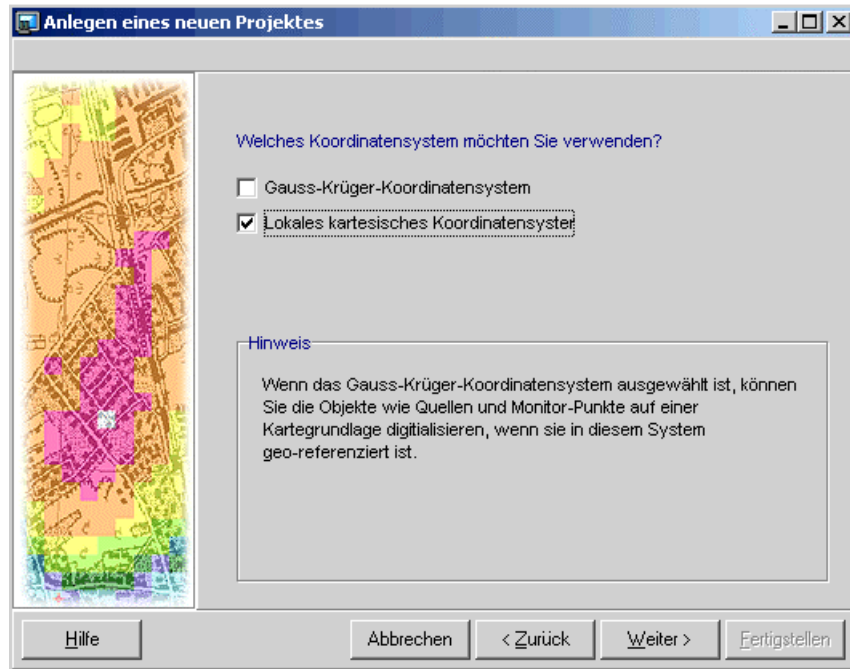 Anlegen eines neuen Projektes
Welches Koordinatensystem möchten Sie verwenden?
Gauss-Krüger-Koordinatensystem
Lokales kartesisches Koordinatensyster
Hinweis
Wenn das Gauss-Krüger-Koordinatensystem ausgewählt ist, können
Sie die Objekte wie Quellen und Monitor-Punkte auf einer
Kartegrundlage digitialisieren, wenn sie in diesem System
geo-referenziert ist.
Hilfe
Abbrechen
< Zurück
Weiter >
Fertigstellen